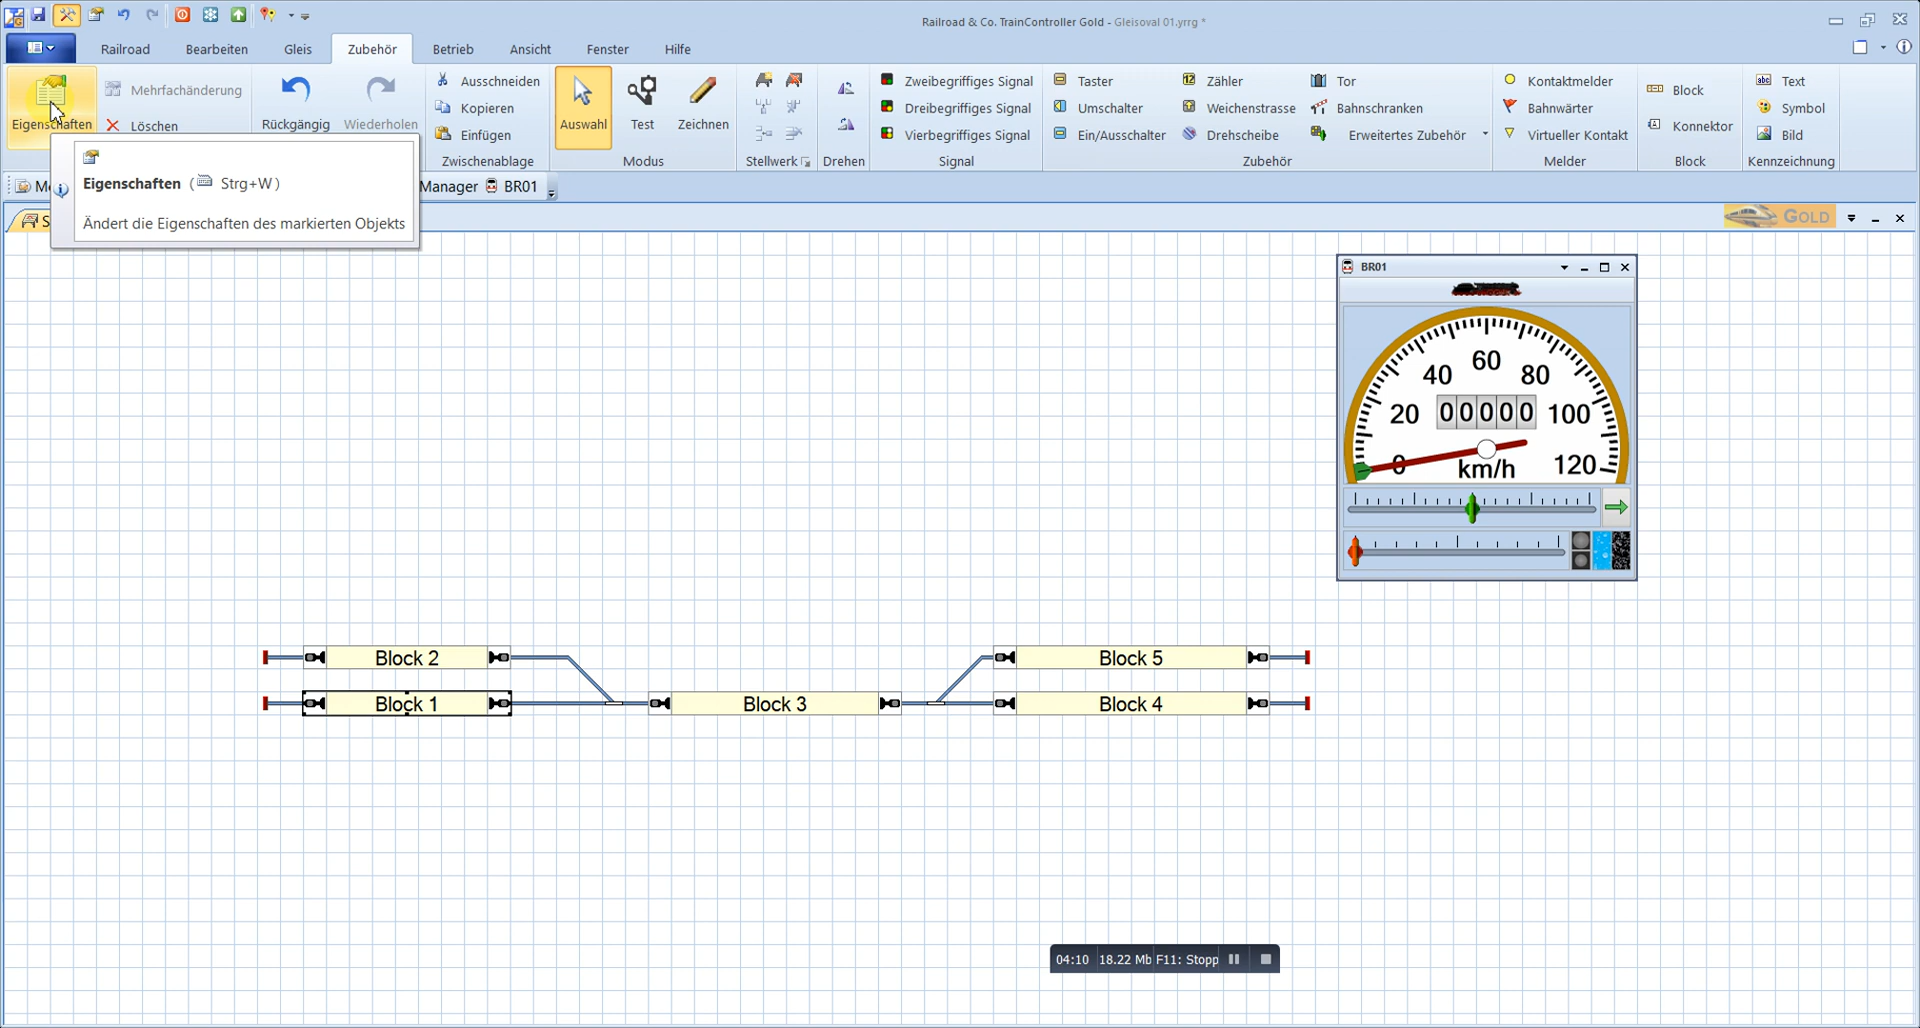 Railroad & Co. TrainController Gold - Gleisoval 01.yrrg *
Railroad Bearbeiten Gleis Zubehör Betrieb Ansicht Fenster Hilfe
Eigenschaften
Mehrfachänderung
Löschen
Rückgängig
Wiederholen
Ausschneiden
Kopieren
Einfügen
Zwischenablage
Auswahl
Test
Zeichnen
Modus
Stellwerk
Drehen
Zweibegriffiges Signal
Dreibegriffiges Signal
Vierbegriffiges Signal
Signal
Taster
Umschalter
Ein/Ausschalter
Zähler
Weichenstrasse
Drehscheibe
Tor
Bahnschranken
Erweitertes Zubehör
Zubehör
Kontaktmelder
Bahnwärter
Virtueller Kontakt
Melder
Block
Konnektor
Block
Text
Symbol
Bild
Kennzeichnung
Manager BR01
Eigenschaften ( Strg+W )
Ändert die Eigenschaften des markierten Objekts
GOLD
BR01
0 20 40 60 80 100 120
00000
km/h
Block 2
Block 5
Block 1
Block 3
Block 4
04:10 18.22 Mb F11: Stopp